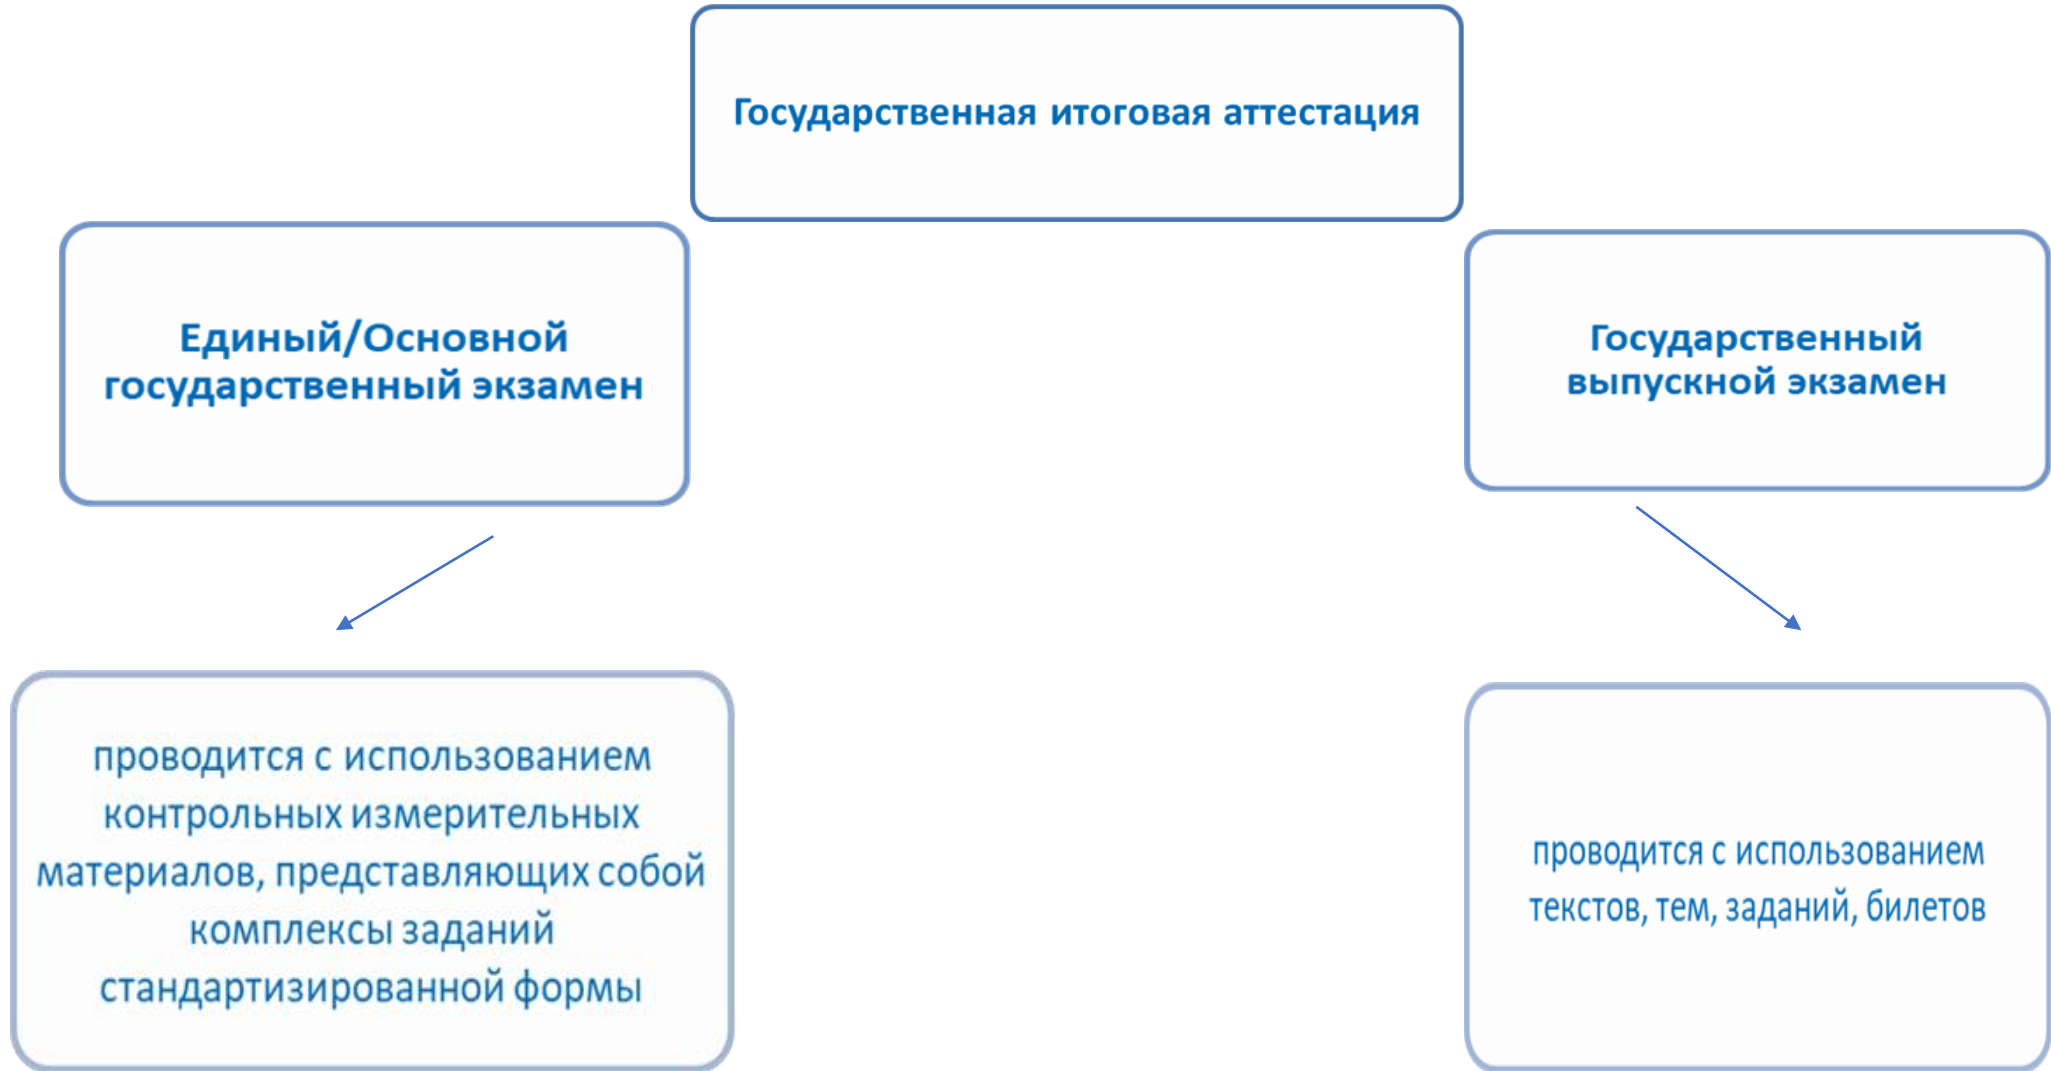 Государственная итоговая аттестация
Единый/Основной
государственный экзамен
Государственный
выпускной экзамен
проводится с использованием
контрольных измерительных
материалов, представляющих собой
комплексы заданий
стандартизированной формы
проводится с использованием
текстов, тем, заданий, билетов